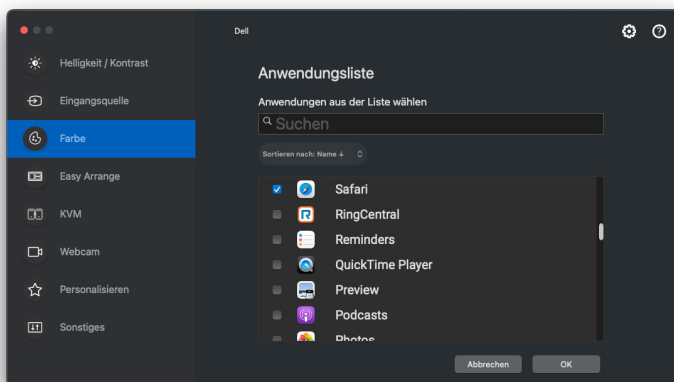 Dell
Helligkeit / Kontrast
Eingangsquelle
Farbe
Easy Arrange
KVM
Webcam
Personalisieren
Sonstiges
Anwendungsliste
Anwendungen aus der Liste wählen
Suchen
Sortieren nach: Name ↓
Safari
RingCentral
Reminders
QuickTime Player
Preview
Podcasts
Photos
Abbrechen
OK